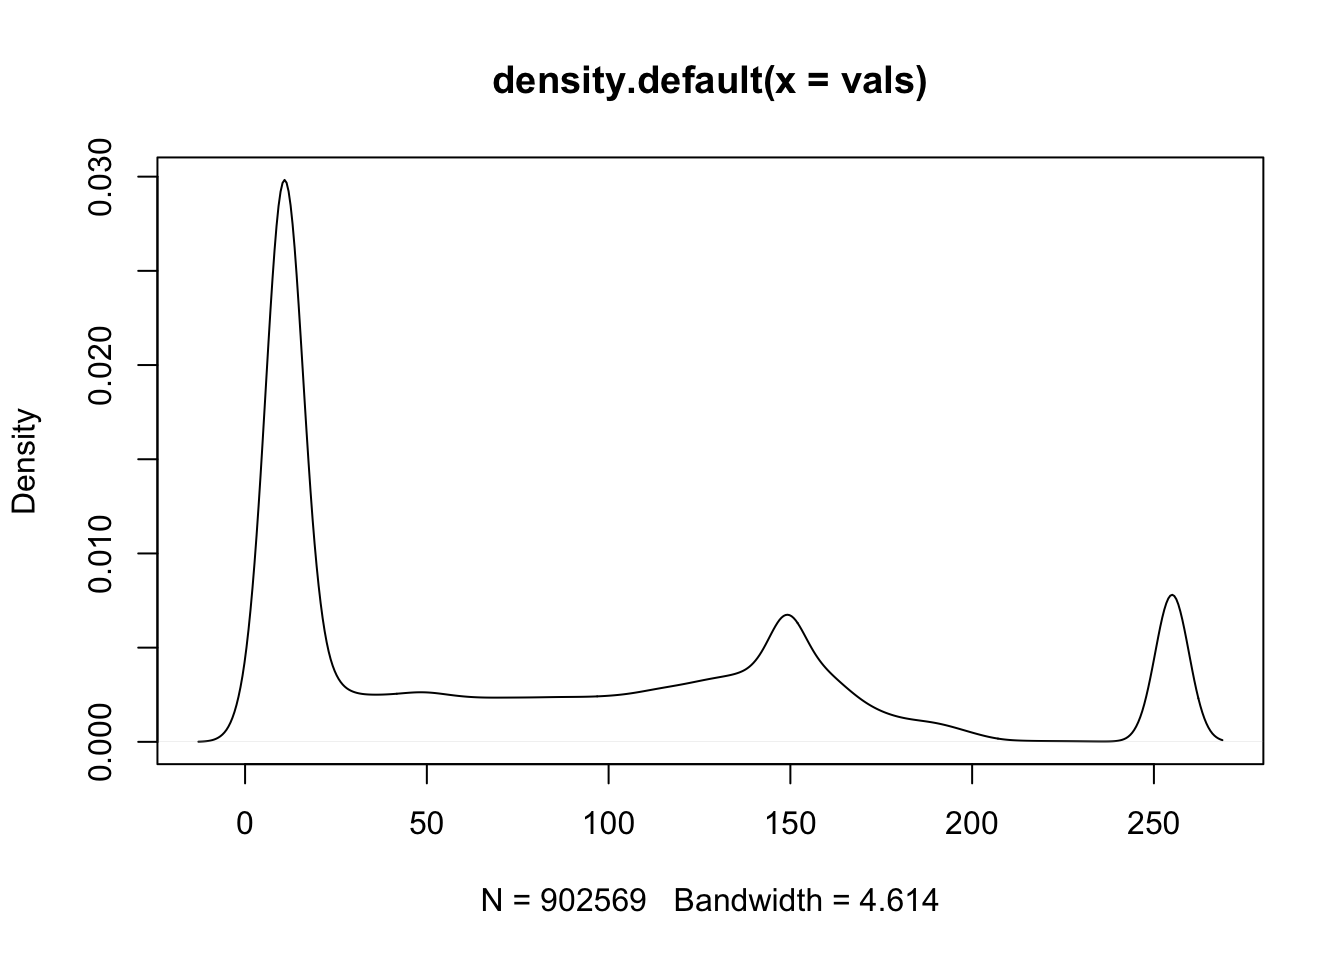 density.default(x = vals)
Density
0.030
0.020
0.010
0.000
0 50 100 150 200 250
N = 902569 Bandwidth = 4.614